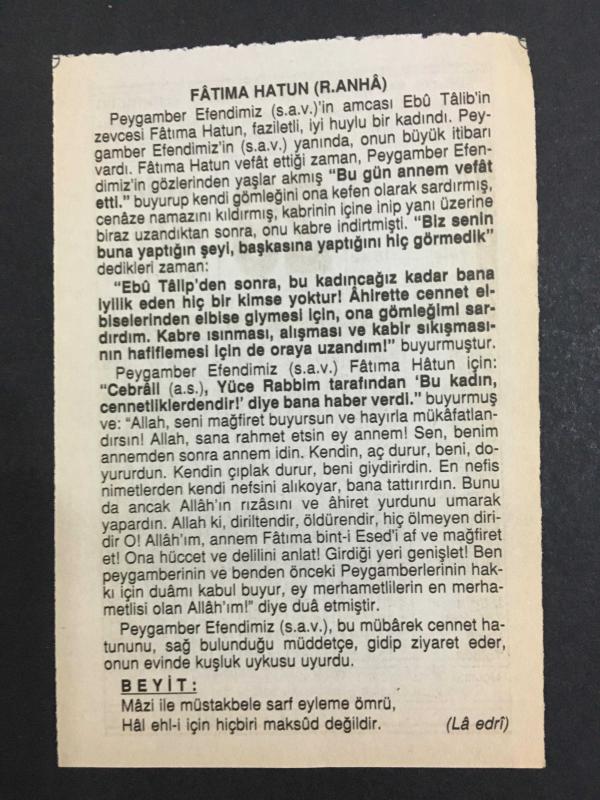 FÂTIMA HATUN (R.ANHÂ)
Peygamber Efendimiz (s.a.v.)'in amcası Ebû Tâlib'in
zevcesi Fâtıma Hatun, faziletli, iyi huylu bir kadındı. Pey-
gamber Efendimiz'in (s.a.v.) yanında, onun büyük itibarı
vardı. Fâtıma Hatun vefât ettiği zaman, Peygamber Efen-
dimiz'in gözlerinden yaşlar akmış "Bu gün annem vefât
etti." buyurup kendi gömleğini ona kefen olarak sardırmış,
cenâze namazını kıldırmış, kabrinin içine inip yanı üzerine
biraz uzandıktan sonra, onu kabre indirtmişti. "Biz senin
buna yaptığın şeyi, başkasına yaptığını hiç görmedik"
dedikleri zaman:
"Ebû Tâlip'den sonra, bu kadıncağız kadar bana
iyilik eden hiç bir kimse yoktur! Âhirette cennet el-
biselerinden elbise giymesi için, ona gömleğimi sar-
dırdım. Kabre ısınması, alışması ve kabir sıkışması-
nın hafiflemesi için de oraya uzandım!" buyurmuştur.
Peygamber Efendimiz (s.a.v.) Fâtıma Hâtun için:
"Cebrâil (a.s.), Yüce Rabbim tarafından 'Bu kadın,
cennetliklerdendir!' diye bana haber verdi." buyurmuş
ve: "Allah, seni mağfiret buyursun ve hayırla mükâfatlan-
dırsın! Allah, sana rahmet etsin ey annem! Sen, benim
annemden sonra annem idin. Kendin, aç durur, beni, do-
yururdun. Kendin çıplak durur, beni giydirirdin. En nefis
nimetlerden kendi nefsini alıkoyar, bana tattırırdın. Bunu
da ancak Allâh'ın rızâsını ve âhiret yurdunu umarak
yapardın. Allah ki, diriltendir, öldürendir, hiç ölmeyen diri-
dir O! Allâh'ım, annem Fâtıma bint-i Esed'i af ve mağfiret
et! Ona hüccet ve delilini anlat! Girdiği yeri genişlet! Ben
peygamberinin ve benden önceki Peygamberlerinin hak-
kı için duâmı kabul buyur, ey merhametlilerin en merha-
metlisi olan Allâh'ım!" diye duâ etmiştir.
Peygamber Efendimiz (s.a.v.), bu mübârek cennet ha-
tununu, sağ bulunduğu müddetçe, gidip ziyaret eder,
onun evinde kuşluk uykusu uyurdu.
BEYİT:
Mâzi ile müstakbele sarf eyleme ömrü,
Hâl ehl-i için hiçbiri maksûd değildir. (Lâ edrî)